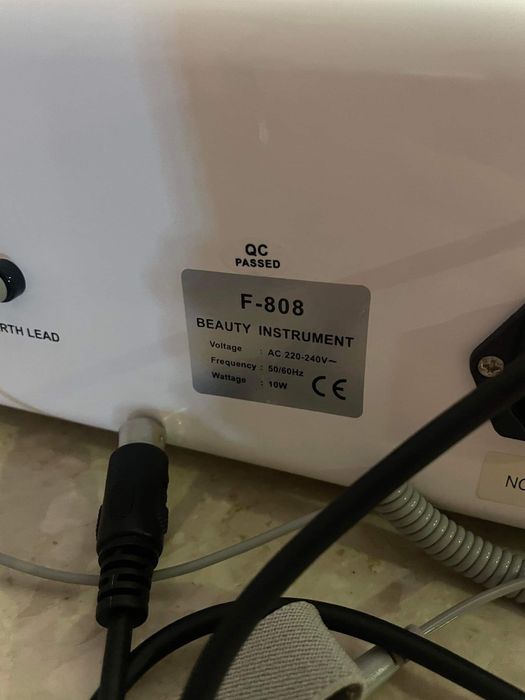 QC
PASSED
F-808
BEAUTY INSTRUMENT
Voltage : AC 220-240V~
Frequency : 50/60Hz
Wattage : 10W
CE
RTH LEAD
NO